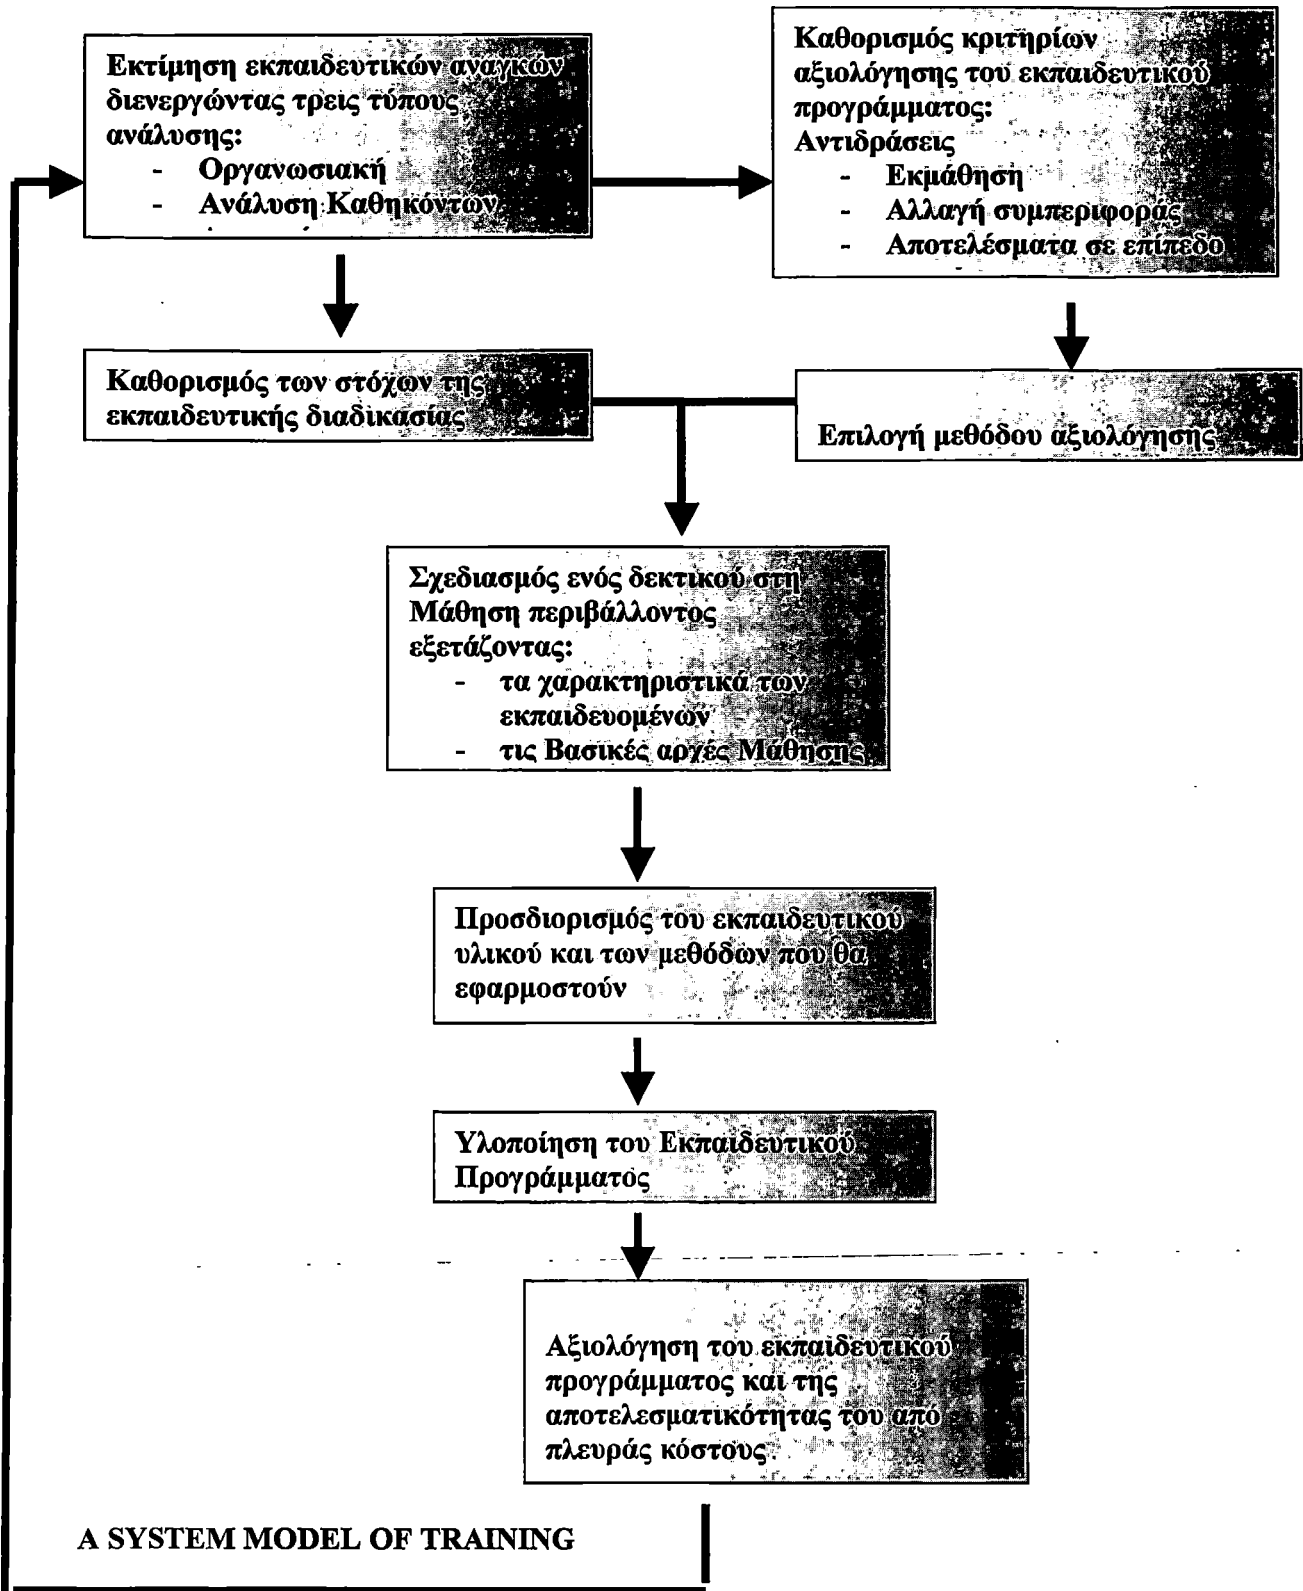 Εκτίμηση εκπαιδευτικών αναγκών
διενεργώντας τρεις τύπους
ανάλυσης:
- Οργανωσιακή
- Ανάλυση Καθηκόντων
Καθορισμός κριτηρίων
αξιολόγησης του εκπαιδευτικού
προγράμματος:
Αντιδράσεις
- Εκμάθηση
- Αλλαγή συμπεριφοράς
- Αποτελέσματα σε επίπεδο
Καθορισμός των στόχων της
εκπαιδευτικής διαδικασίας
Επιλογή μεθόδου αξιολόγησης
Σχεδιασμός ενός δεκτικού στη
Μάθηση περιβάλλοντος
εξετάζοντας:
- τα χαρακτηριστικά των
εκπαιδευομένων
- τις Βασικές αρχές Μάθησης
Προσδιορισμός του εκπαιδευτικού
υλικού και των μεθόδων που θα
εφαρμοστούν
Υλοποίηση του Εκπαιδευτικού
Προγράμματος
Αξιολόγηση του εκπαιδευτικού
προγράμματος και της
αποτελεσματικότητας του από
πλευράς κόστους
A SYSTEM MODEL OF TRAINING